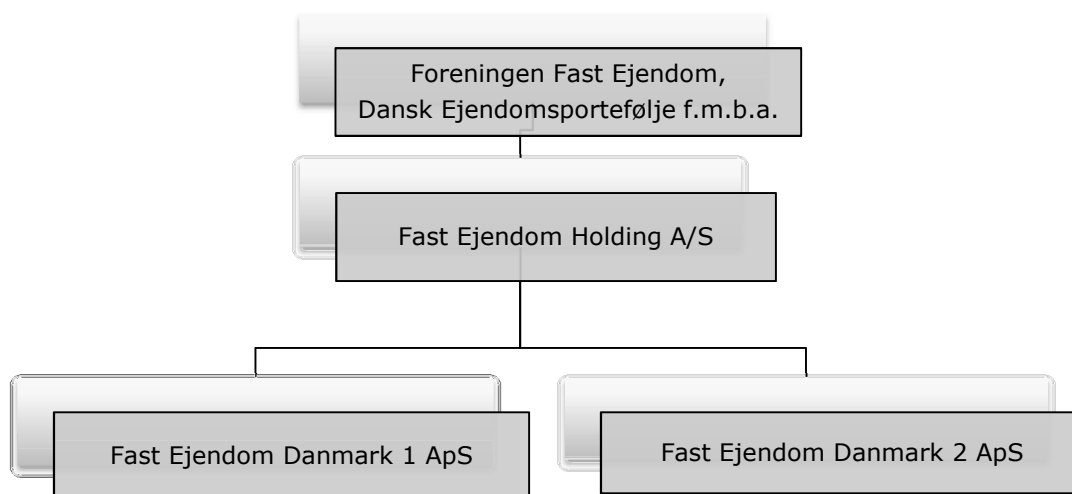 Foreningen Fast Ejendom,
Dansk Ejendomsportefølje f.m.b.a.
Fast Ejendom Holding A/S
Fast Ejendom Danmark 1 ApS
Fast Ejendom Danmark 2 ApS